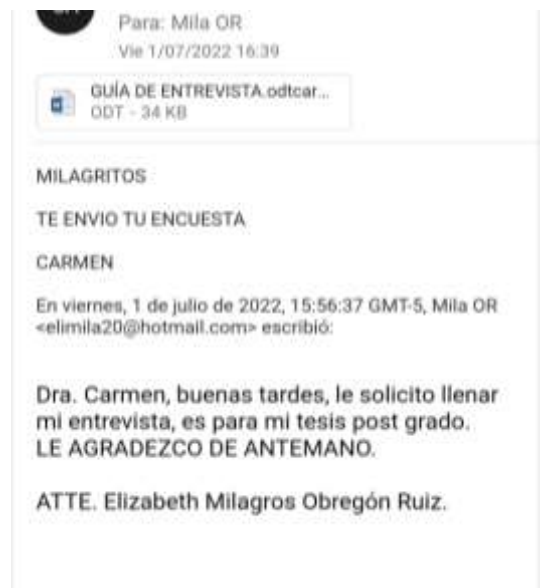 Para: Mila OR
Vie 1/07/2022 16:39
GUÍA DE ENTREVISTA.odtcar...
ODT - 34 KB
MILAGRITOS
TE ENVIO TU ENCUESTA
CARMEN
En viernes, 1 de julio de 2022, 15:56:37 GMT-5, Mila OR
<elimila20@hotmail.com> escribió:
Dra. Carmen, buenas tardes, le solicito llenar
mi entrevista, es para mi tesis post grado.
LE AGRADEZCO DE ANTEMANO.
ATTE. Elizabeth Milagros Obregón Ruiz.